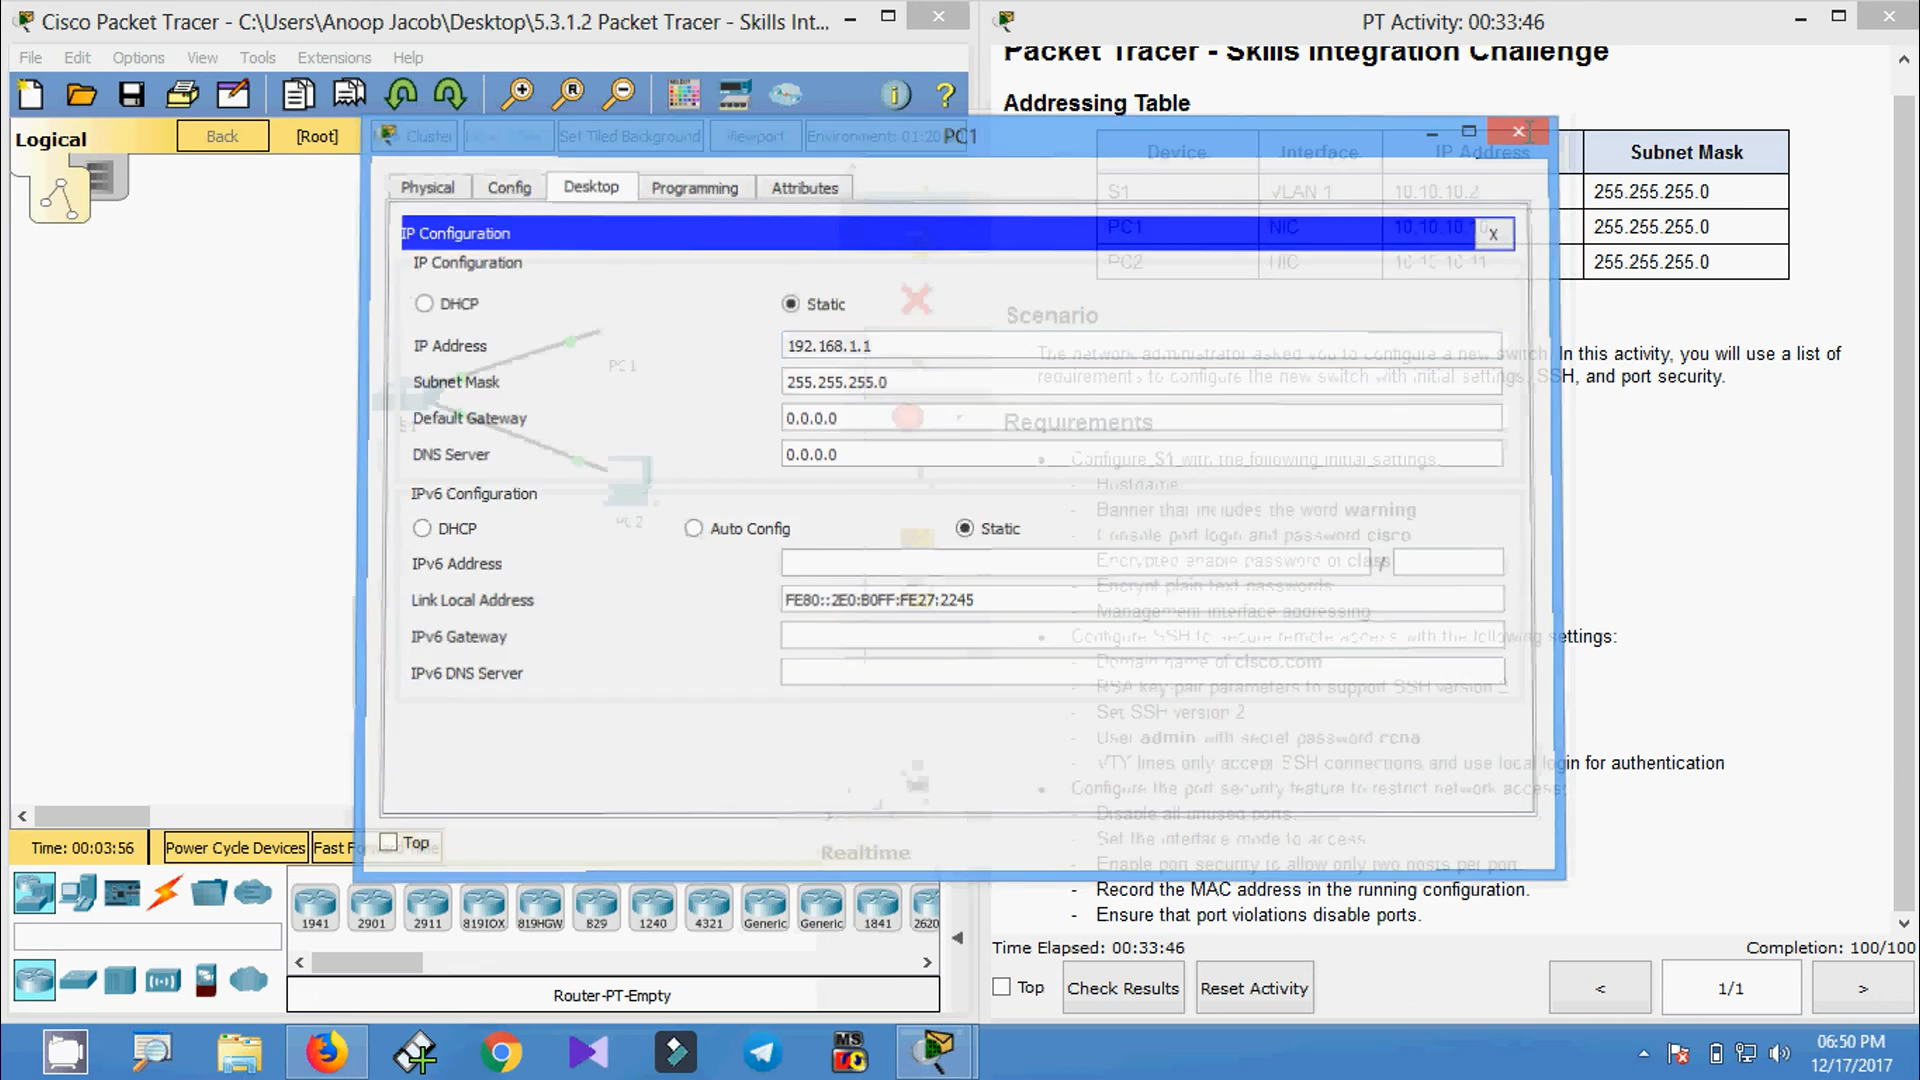 Cisco Packet Tracer - C:\Users\Anoop Jacob\Desktop\5.3.1.2 Packet Tracer - Skills Int...
File Edit Options View Tools Extensions Help
Logical
Back
[Root]
Cluster
Set Tiled Background
Viewport
Environment: 01:20
PC1
Physical
Config
Desktop
Programming
Attributes
IP Configuration
X
IP Configuration
DHCP
Static
IP Address
192.168.1.1
Subnet Mask
255.255.255.0
Default Gateway
0.0.0.0
DNS Server
0.0.0.0
IPv6 Configuration
DHCP
Auto Config
Static
IPv6 Address
/
Link Local Address
FE80::2E0:B0FF:FE27:2245
IPv6 Gateway
IPv6 DNS Server
Top
PC1
S1
PC2
Time: 00:03:56
Power Cycle Devices
Realtime
1941
2901
2911
819IOX
819HGW
829
1240
4321
Generic
Generic
1841
2620
Router-PT-Empty
PT Activity: 00:33:46
Packet Tracer - Skills Integration Challenge
Addressing Table
Device Interface IP Address Subnet Mask
S1 VLAN 1 10.10.10.2 255.255.255.0
PC1 NIC 255.255.255.0
PC2 NIC 255.255.255.0
Scenario
The network administrator asked you to configure a new switch. In this activity, you will use a list of
requirements to configure the new switch with initial settings, SSH, and port security.
Requirements
• Configure S1 with the following initial settings:
- Hostname
- Banner that includes the word warning
- Console port login and password cisco
- Encrypted enable password of class
- Encrypt plain text passwords
- Management interface addressing
• Configure SSH to secure remote access with the following settings:
- Domain name of cisco.com
- RSA key-pair parameters to support SSH version 2
- Set SSH version 2
- User admin with secret password ccna
- VTY lines only accept SSH connections and use local login for authentication
• Configure the port security feature to restrict network access:
- Disable all unused ports.
- Set the interface mode to access.
- Enable port security to allow only two hosts per port.
- Record the MAC address in the running configuration.
- Ensure that port violations disable ports.
Time Elapsed: 00:33:46
Completion: 100/100
Top
Check Results
Reset Activity
<
1/1
>
06:50 PM
12/17/2017